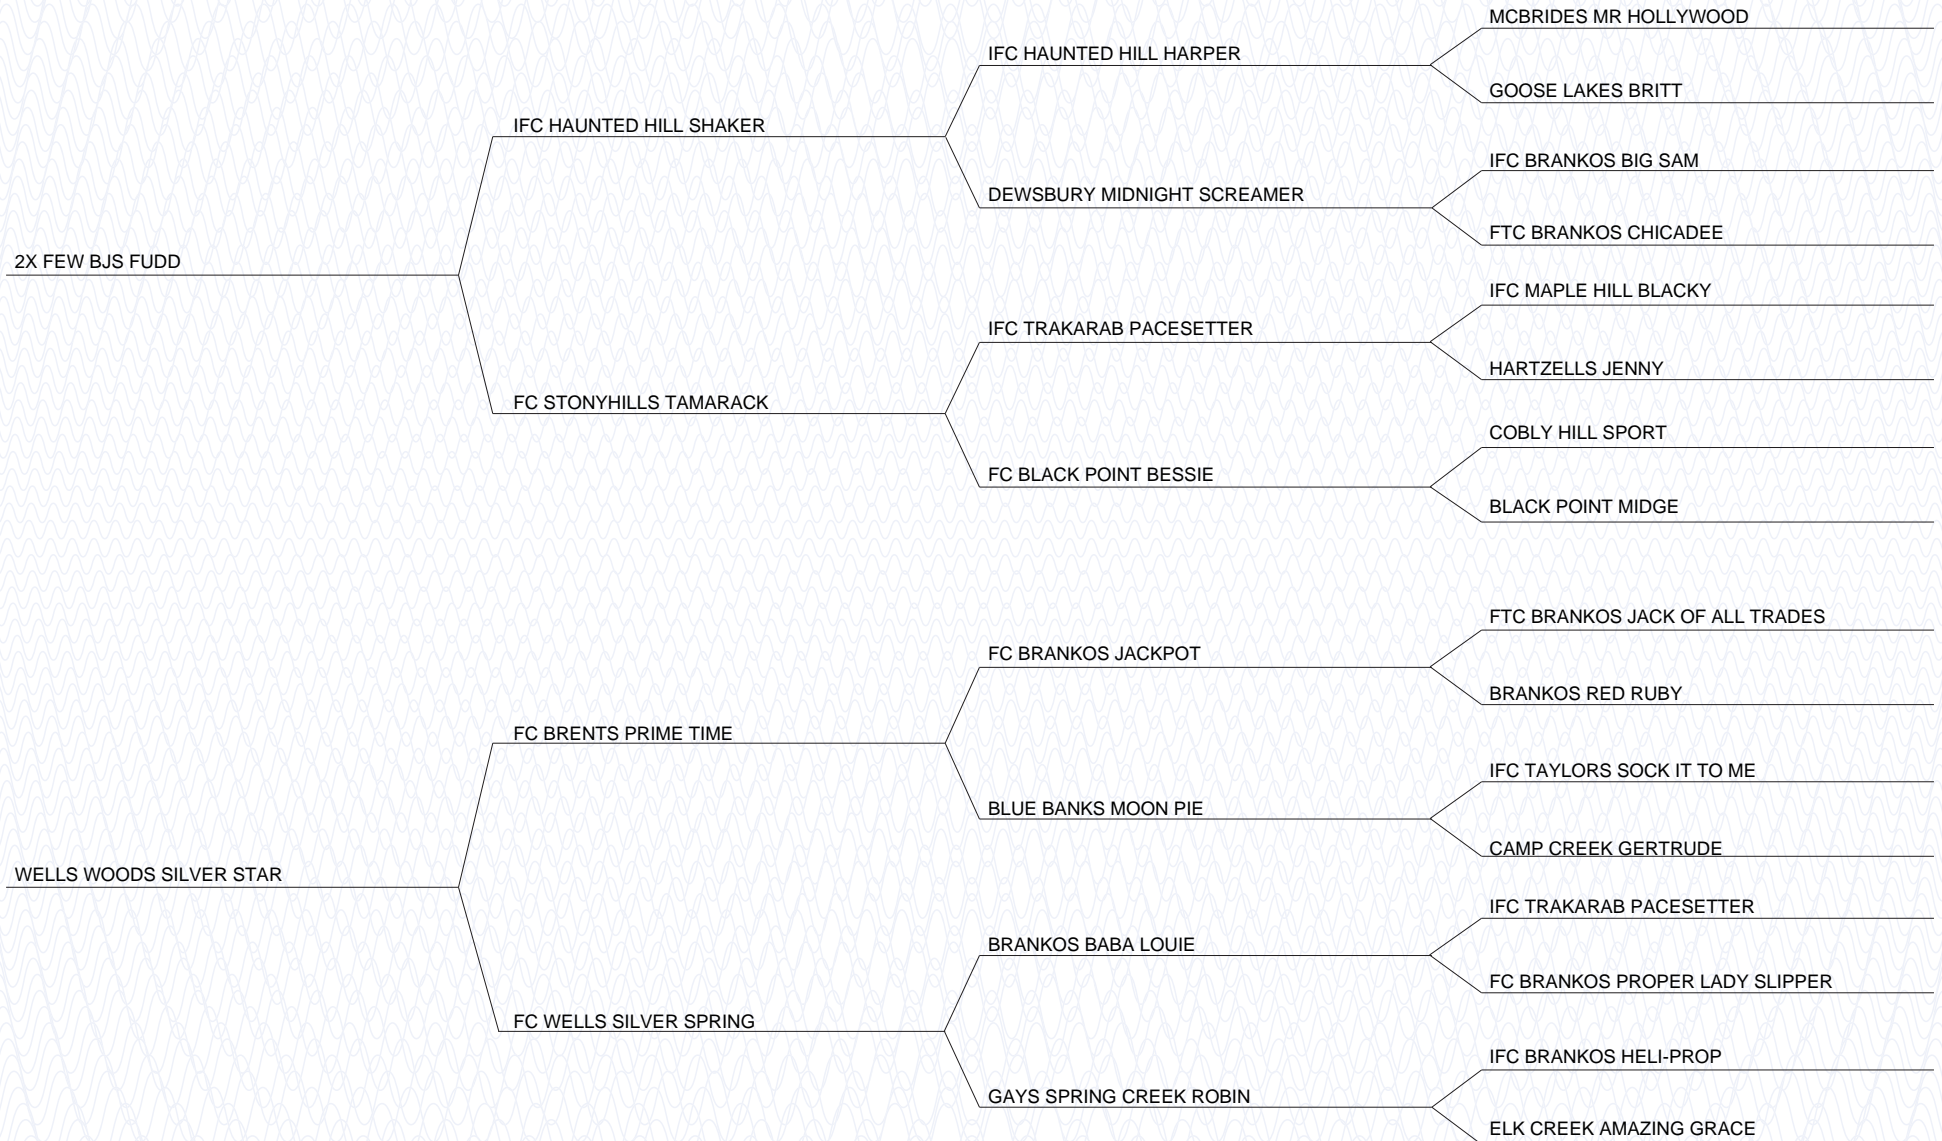 MCBRIDES MR HOLLYWOOD
IFC HAUNTED HILL HARPER
GOOSE LAKES BRITT
IFC HAUNTED HILL SHAKER
IFC BRANKOS BIG SAM
DEWSBURY MIDNIGHT SCREAMER
FTC BRANKOS CHICADEE
2X FEW BJS FUDD
IFC MAPLE HILL BLACKY
IFC TRAKARAB PACESETTER
HARTZELLS JENNY
FC STONYHILLS TAMARACK
COBLY HILL SPORT
FC BLACK POINT BESSIE
BLACK POINT MIDGE
FTC BRANKOS JACK OF ALL TRADES
FC BRANKOS JACKPOT
BRANKOS RED RUBY
FC BRENTS PRIME TIME
IFC TAYLORS SOCK IT TO ME
BLUE BANKS MOON PIE
CAMP CREEK GERTRUDE
WELLS WOODS SILVER STAR
IFC TRAKARAB PACESETTER
BRANKOS BABA LOUIE
FC BRANKOS PROPER LADY SLIPPER
FC WELLS SILVER SPRING
IFC BRANKOS HELI-PROP
GAYS SPRING CREEK ROBIN
ELK CREEK AMAZING GRACE